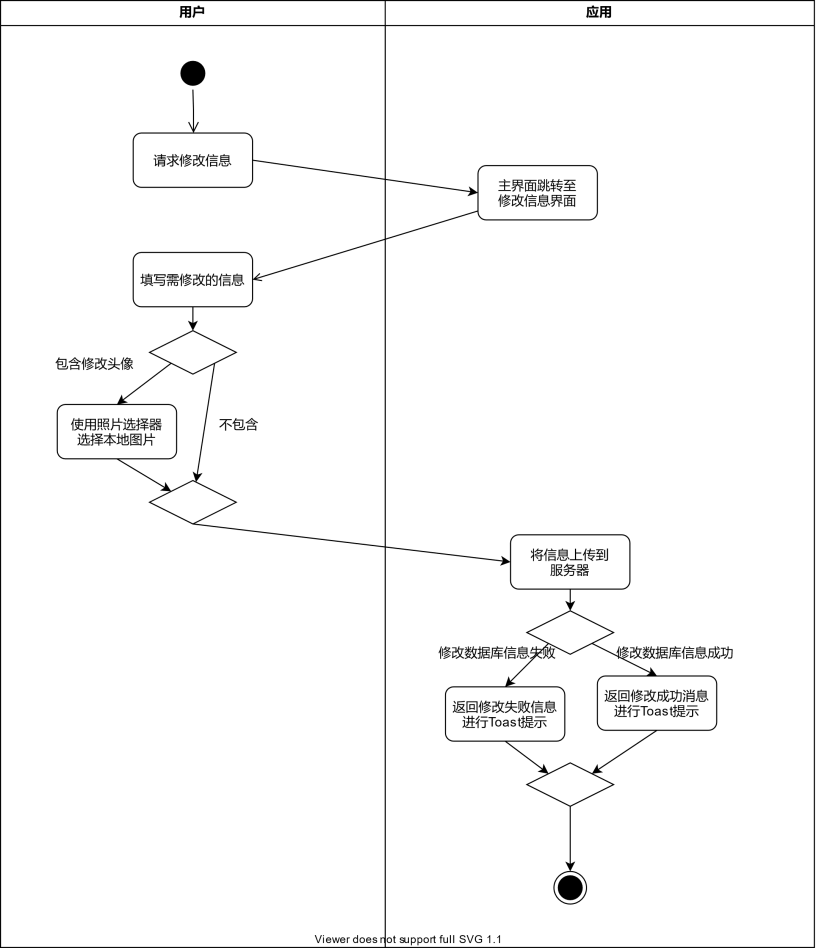 用户
应用
请求修改信息
主界面跳转至
修改信息界面
填写需修改的信息
包含修改头像
不包含
使用照片选择器
选择本地图片
将信息上传到
服务器
修改数据库信息失败
修改数据库信息成功
返回修改失败信息
进行Toast提示
返回修改成功消息
进行Toast提示
Viewer does not support full SVG 1.1